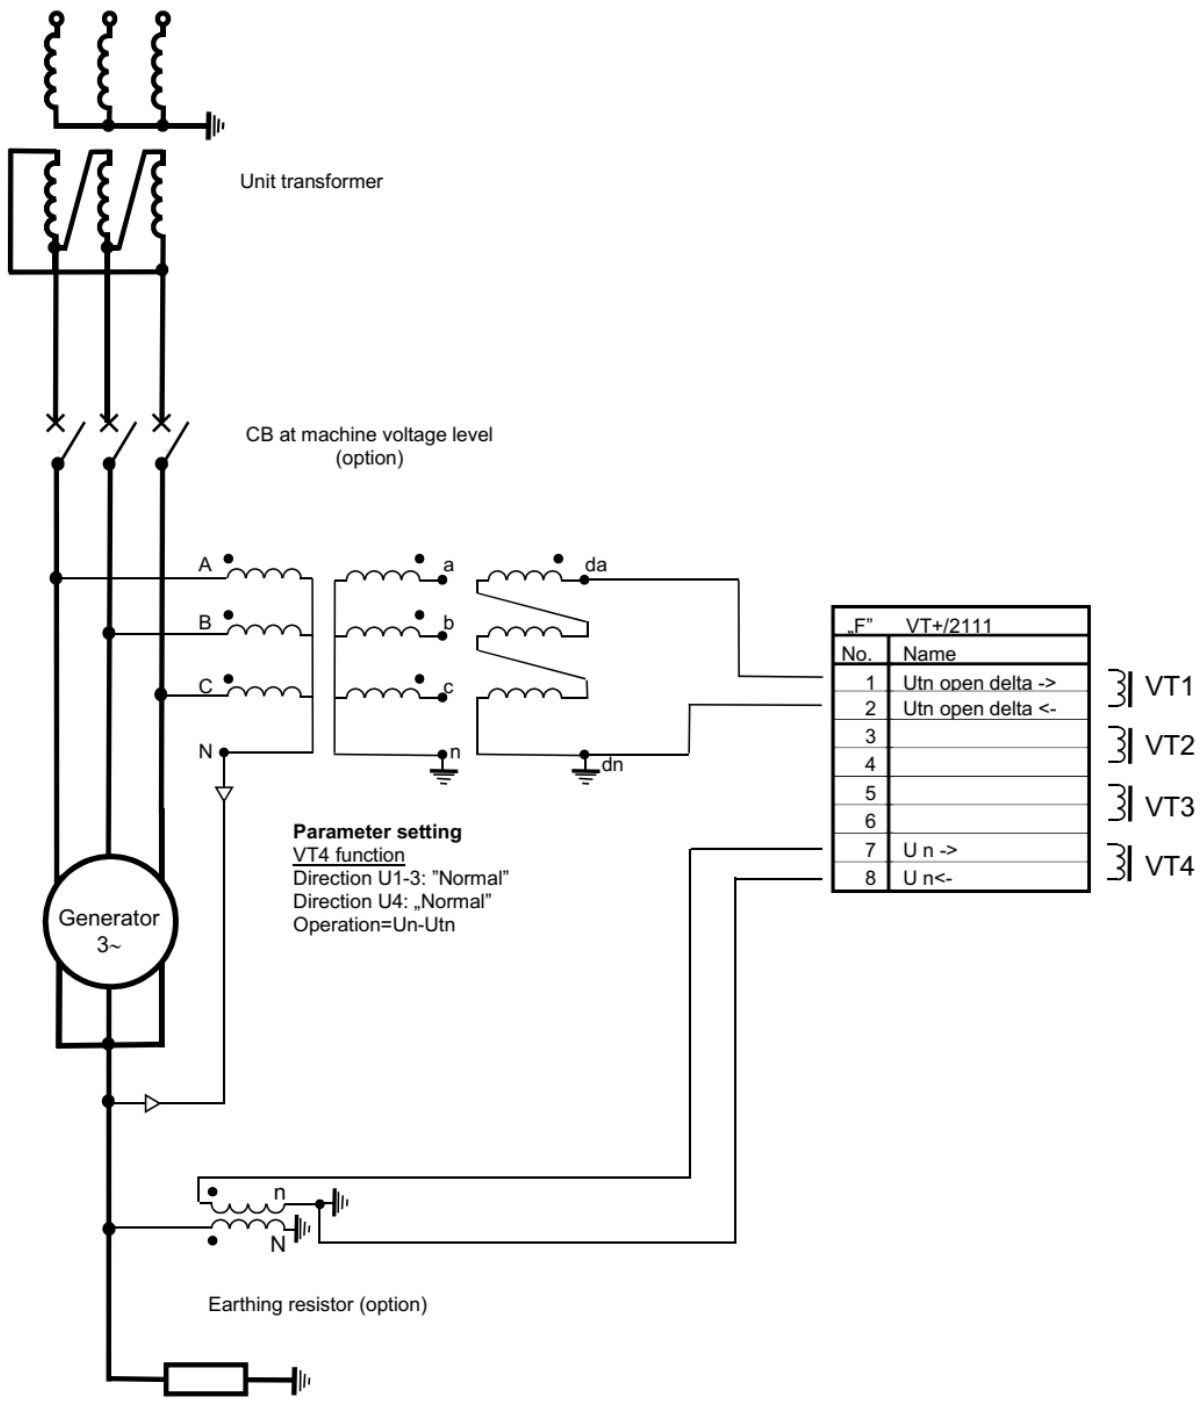 Unit transformer
CB at machine voltage level
(option)
A
a
da
B
b
C
c
N
n
dn
„F” VT+/2111
No. Name
1 Utn open delta ->
2 Utn open delta <-
3
4
5
6
7 U n ->
8 U n<-
VT1
VT2
VT3
VT4
Parameter setting
VT4 function
Direction U1-3: ”Normal”
Direction U4: „Normal”
Operation=Un-Utn
Generator
3~
n
N
Earthing resistor (option)